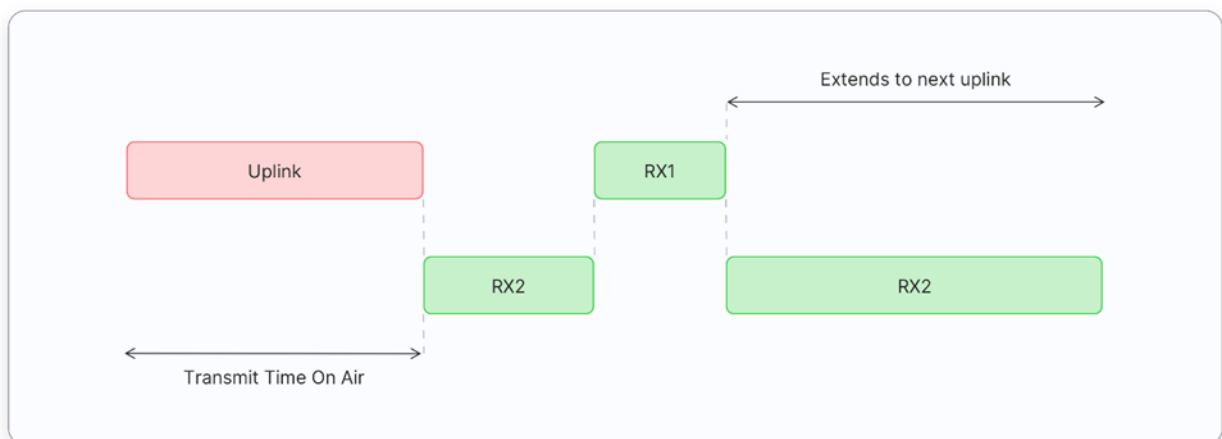 Extends to next uplink
Uplink
RX1
RX2
RX2
Transmit Time On Air